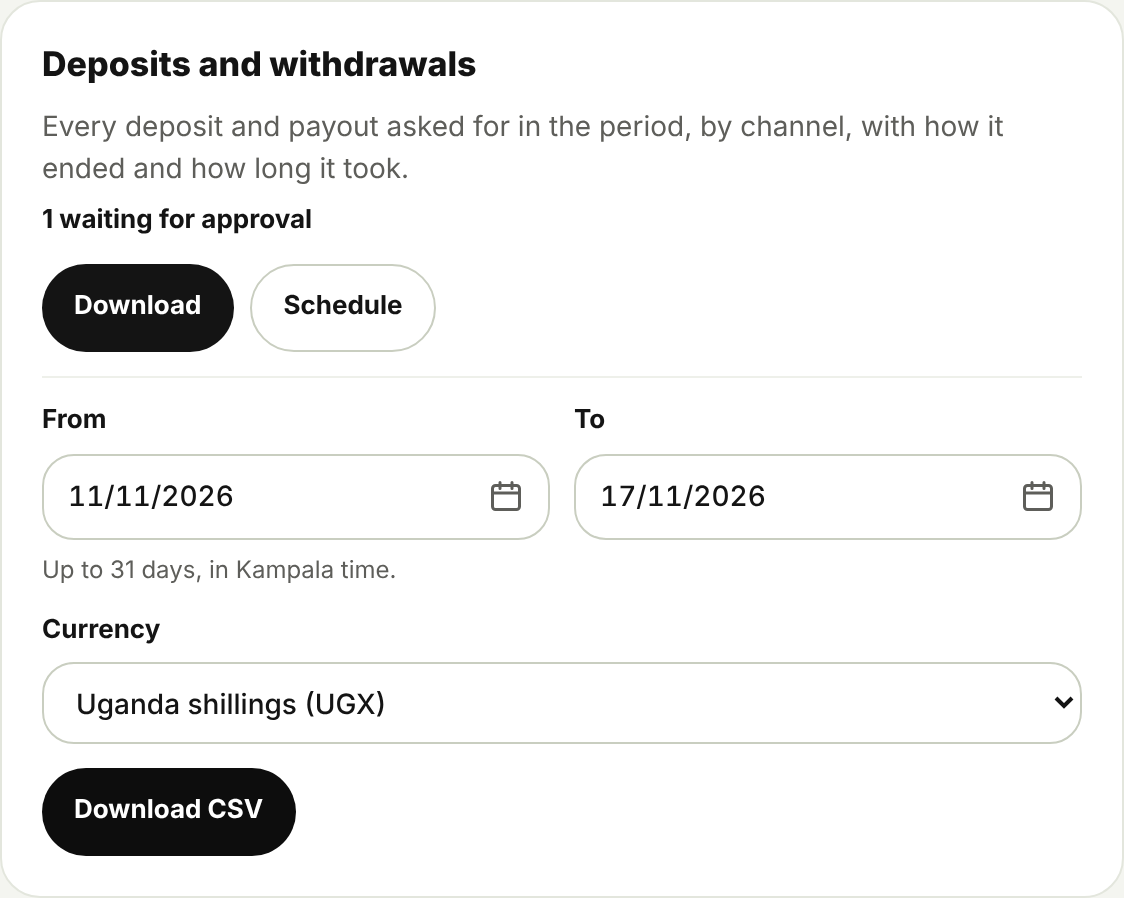 Deposits and withdrawals
Every deposit and payout asked for in the period, by channel, with how it
ended and how long it took.
1 waiting for approval
Download
Schedule
From
To
11/11/2026
17/11/2026
Up to 31 days, in Kampala time.
Currency
Uganda shillings (UGX)
Download CSV